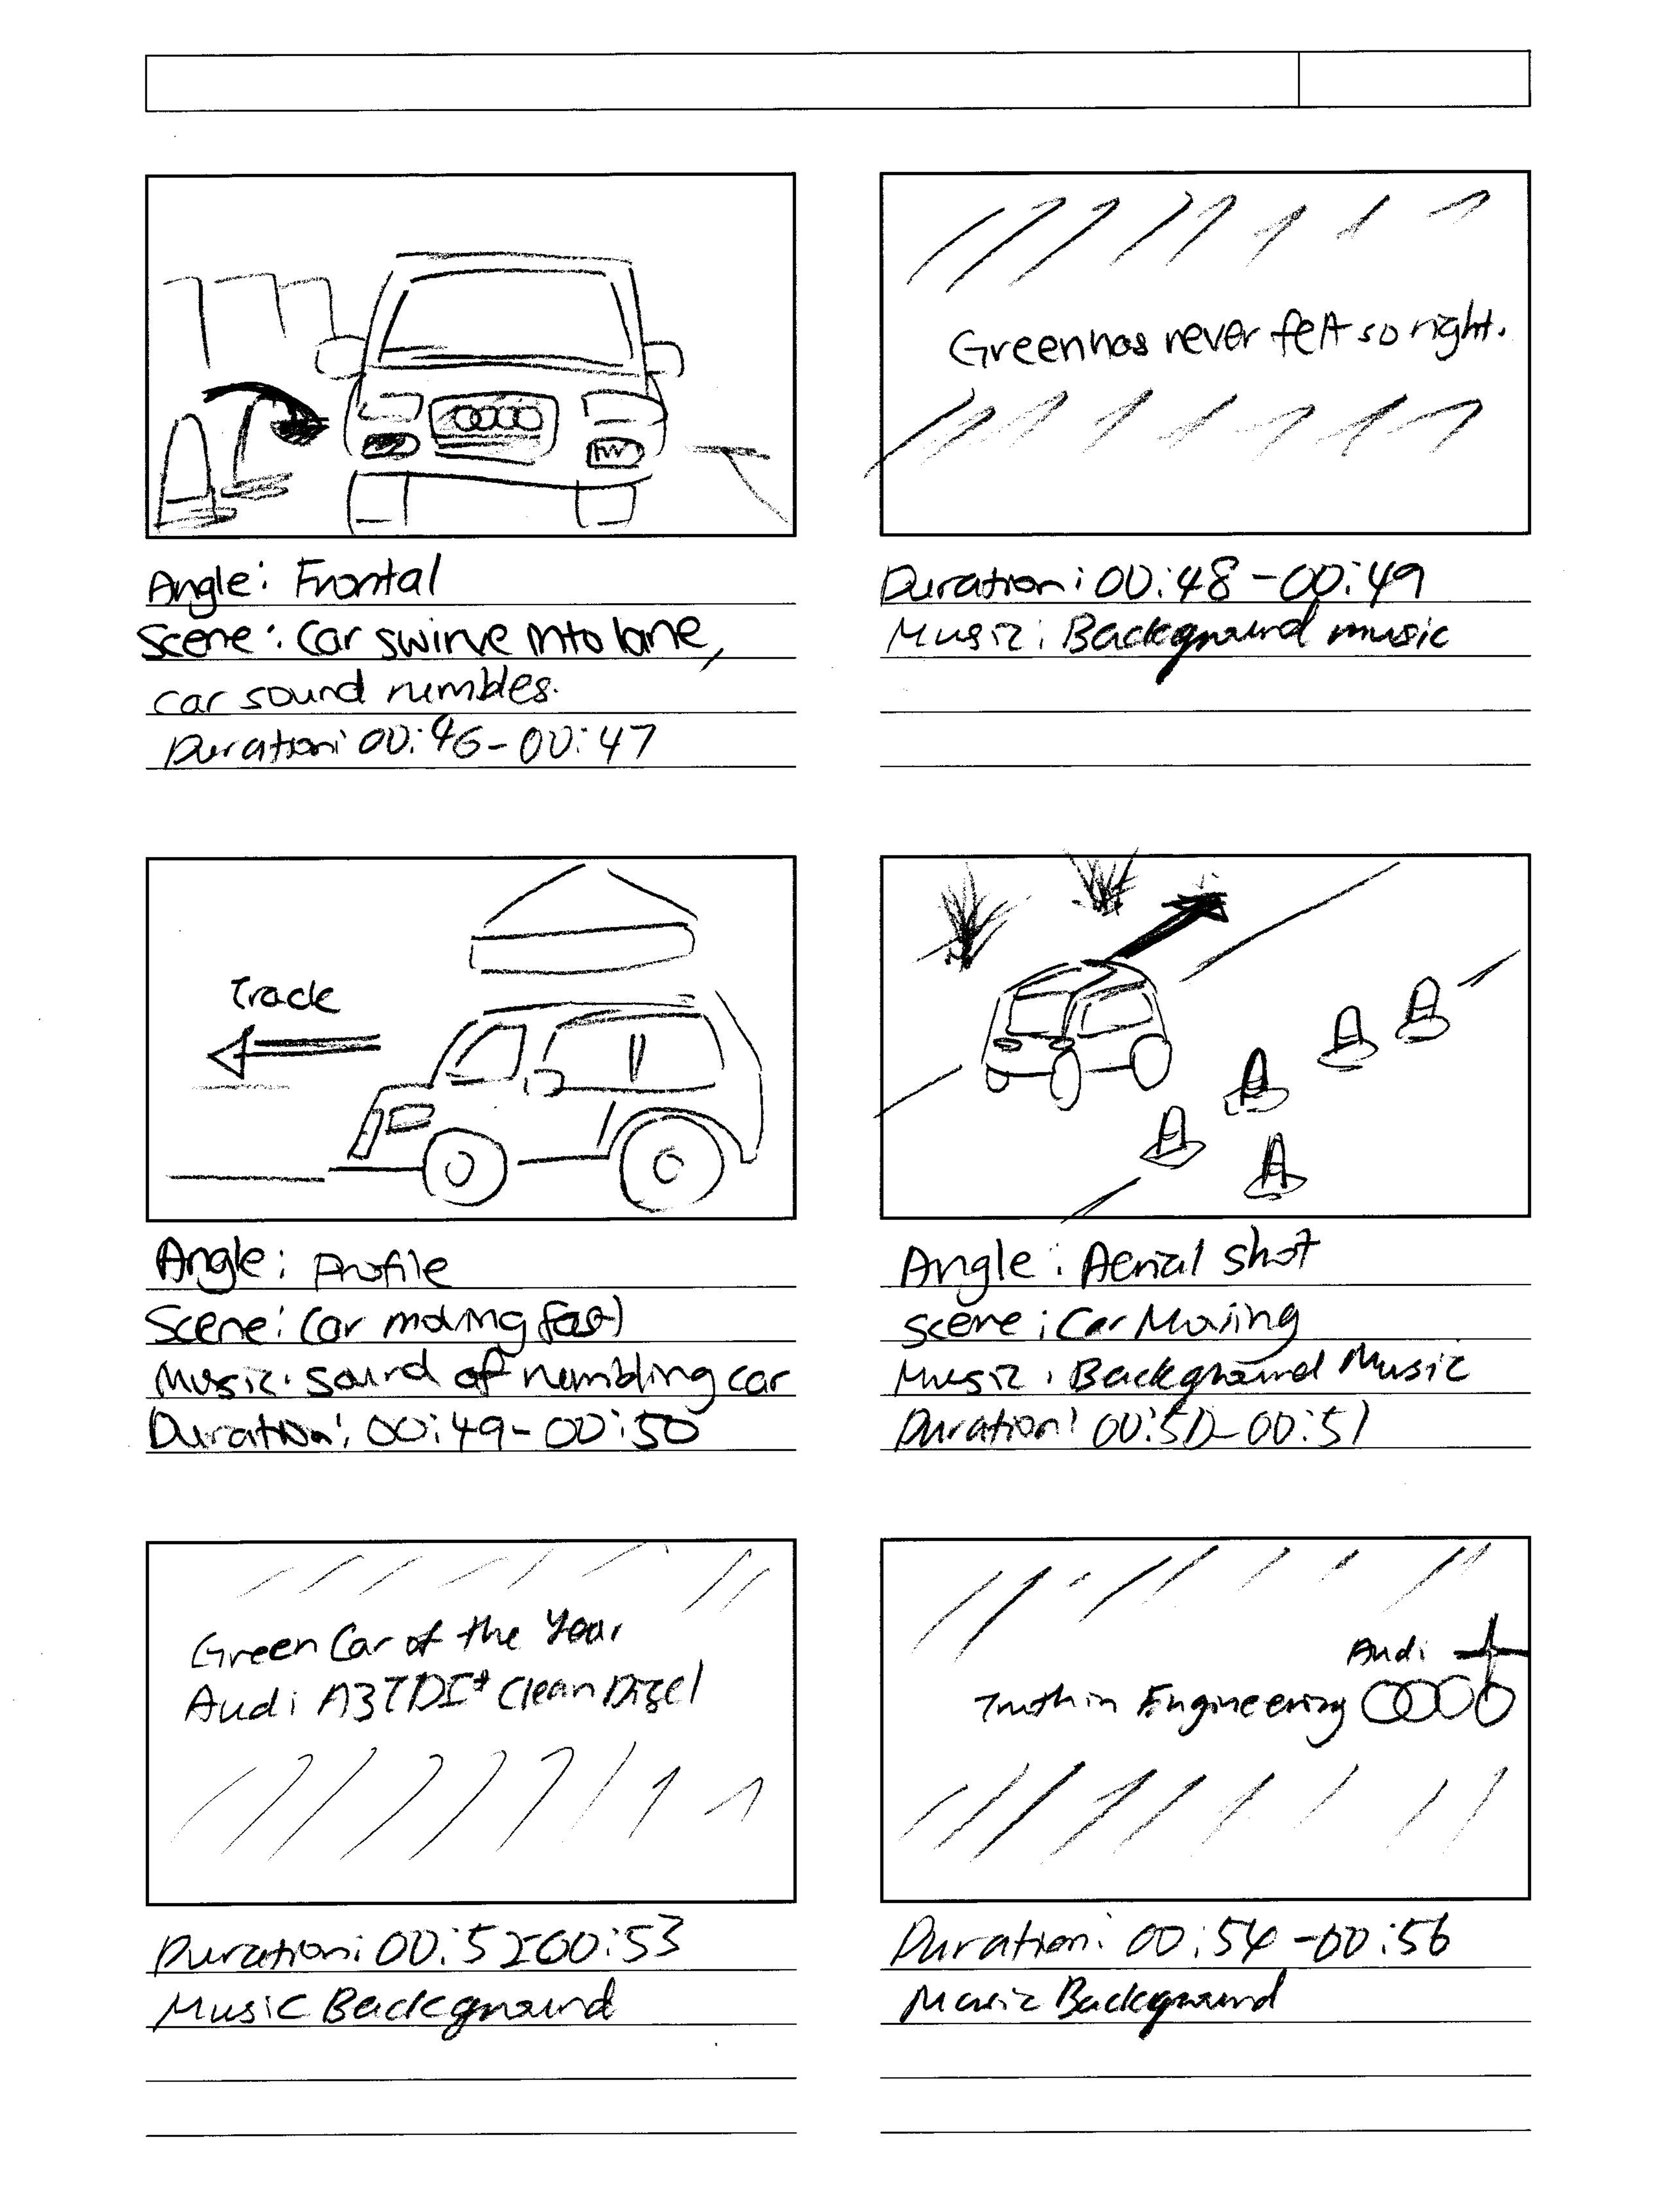 Greenhas never felt so right.
Angle: Frontal
Scene: Car swirve into lane,
car sound rumbles.
Duration: 00:46-00:47
Duration: 00:48-00:49
Music: Background music
Track
Angle: Profile
Scene: Car moving fast
Music: sound of rumbling car
Duration: 00:49-00:50
Angle: Aerial shot
Scene: Car Moving
Music: Background Music
Duration: 00:50-00:51
Green Car of the Year
Audi A3 TDI* Clean Dizel
Audi
Truth in Engineering
Duration: 00:52-00:53
Music Background
Duration: 00:54-00:56
Music Background